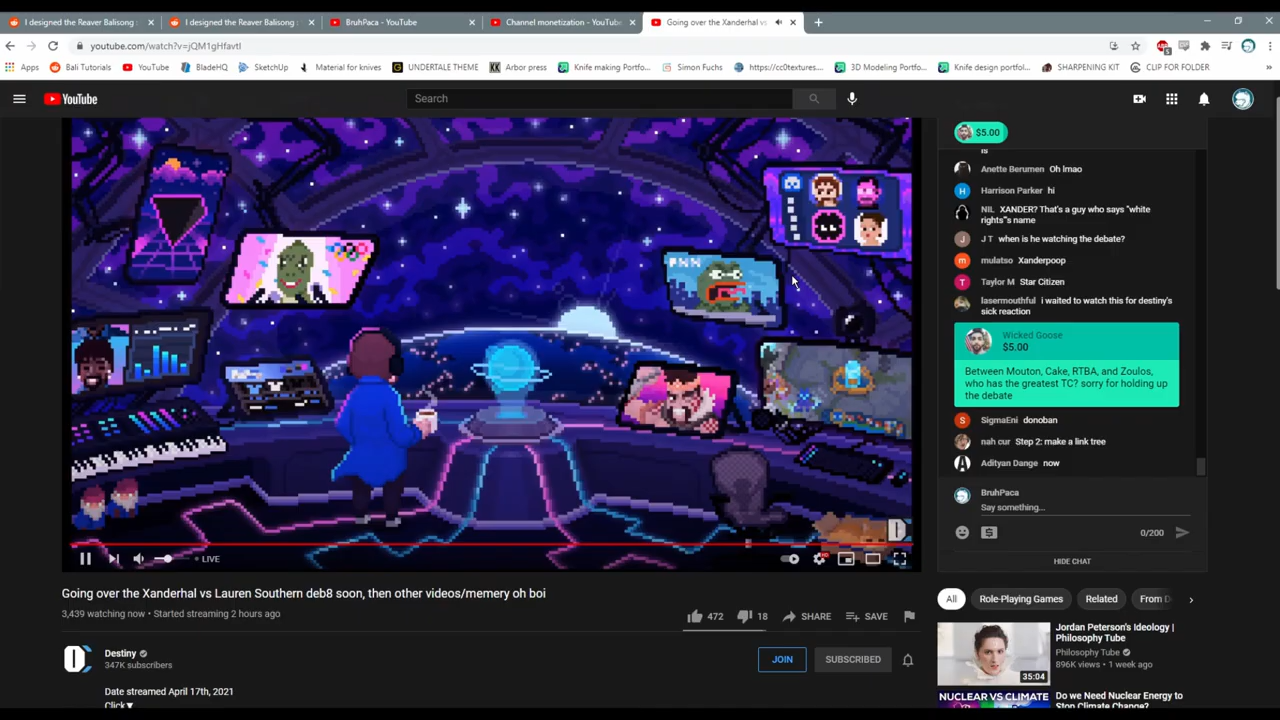 I designed the Reaver Balisong :
I designed the Reaver Balisong :
BruhPaca - YouTube
Channel monetization - YouTube
Going over the Xanderhal vs
youtube.com/watch?v=jQM1gHfavtI
Apps
Bali Tutorials
YouTube
BladeHQ
SketchUp
Material for knives
UNDERTALE THEME
Arbor press
Knife making Portfo...
Simon Fuchs
https://cc0textures....
3D Modeling Portfo...
Knife design portfol...
SHARPENING KIT
CLIP FOR FOLDER
YouTube
Search
$5.00
is
Anette Berumen Oh lmao
Harrison Parker hi
NIL XANDER? That's a guy who says "white
rights"'s name
J T when is he watching the debate?
mulatso Xanderpoop
Taylor M Star Citizen
lasermouthful i waited to watch this for destiny's
sick reaction
Wicked Goose
$5.00
Between Mouton, Cake, RTBA, and Zoulos,
who has the greatest TC? sorry for holding up
the debate
SigmaEni donoban
nah cur Step 2: make a link tree
Adityan Dange now
BruhPaca
Say something...
0/200
HIDE CHAT
LIVE
Going over the Xanderhal vs Lauren Southern deb8 soon, then other videos/memery oh boi
3,439 watching now • Started streaming 2 hours ago
472
18
SHARE
SAVE
Destiny
347K subscribers
JOIN
SUBSCRIBED
Date streamed April 17th, 2021
Click▼
All
Role-Playing Games
Related
From D
Jordan Peterson's Ideology |
Philosophy Tube
Philosophy Tube
896K views • 1 week ago
35:04
NUCLEAR VS CLIMATE
Do we Need Nuclear Energy to
Stop Climate Change?